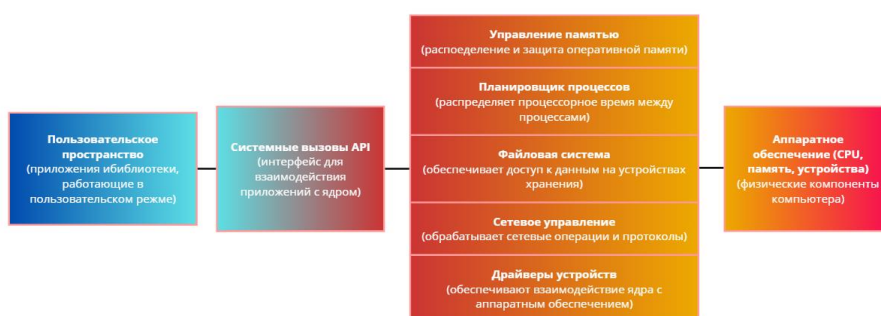 Пользовательское
пространство
(приложения ибиблиотеки,
работающие в
пользовательском режме)
Системные вызовы API
(интерфейс для
взаимодействия
приложений с ядром)
Управление памятью
(распоеделение и защита оперативной памяти)
Планировщик процессов
(распределяет процессорное время между
процессами)
Файловая система
(обеспечивает доступ к данным на устройствах
хранения)
Сетевое управление
(обрабатывает сетевые операции и протоколы)
Драйверы устройств
(обеспечивают взаимодействие ядра с
аппаратным обеспечением)
Аппаратное
обеспечение (CPU,
память, устройства)
(физические компоненты
компьютера)